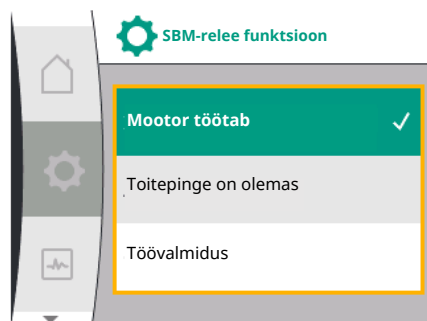 SBM-relee funktsioon
Mootor töötab
Toitepinge on olemas
Töövalmidus